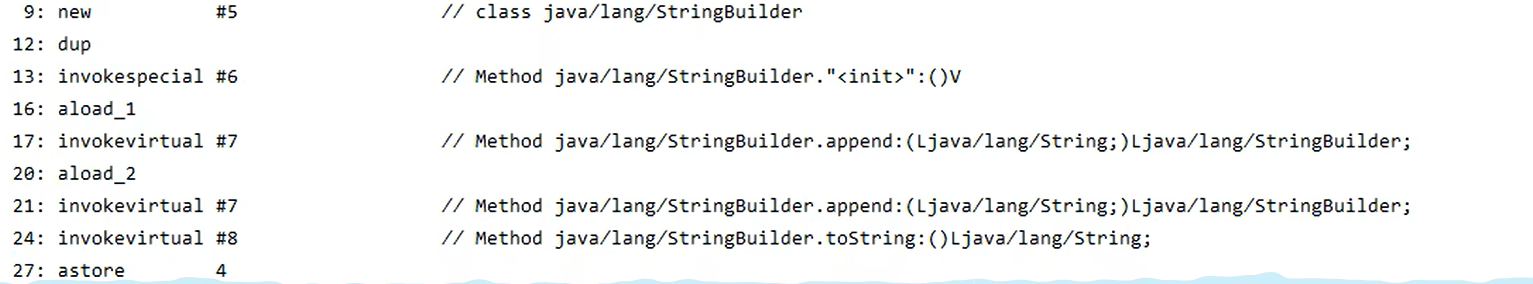 9: new #5 // class java/lang/StringBuilder
12: dup
13: invokespecial #6 // Method java/lang/StringBuilder."<init>":()V
16: aload_1
17: invokevirtual #7 // Method java/lang/StringBuilder.append:(Ljava/lang/String;)Ljava/lang/StringBuilder;
20: aload_2
21: invokevirtual #7 // Method java/lang/StringBuilder.append:(Ljava/lang/String;)Ljava/lang/StringBuilder;
24: invokevirtual #8 // Method java/lang/StringBuilder.toString:()Ljava/lang/String;
27: astore 4